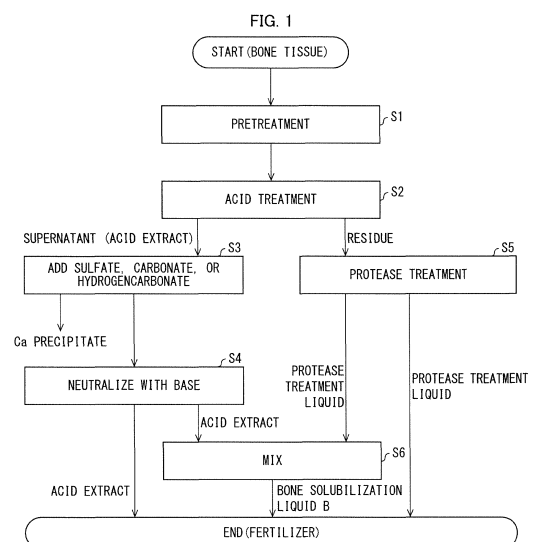 FIG. 1
START(BONE TISSUE)
PRETREATMENT
S1
ACID TREATMENT
S2
SUPERNATANT (ACID EXTRACT)
RESIDUE
S3
ADD SULFATE, CARBONATE, OR
HYDROGENCARBONATE
S5
PROTEASE TREATMENT
Ca PRECIPITATE
S4
NEUTRALIZE WITH BASE
PROTEASE
TREATMENT
LIQUID
PROTEASE TREATMENT
LIQUID
ACID EXTRACT
MIX
S6
ACID EXTRACT
BONE SOLUBILIZATION
LIQUID B
END(FERTILIZER)